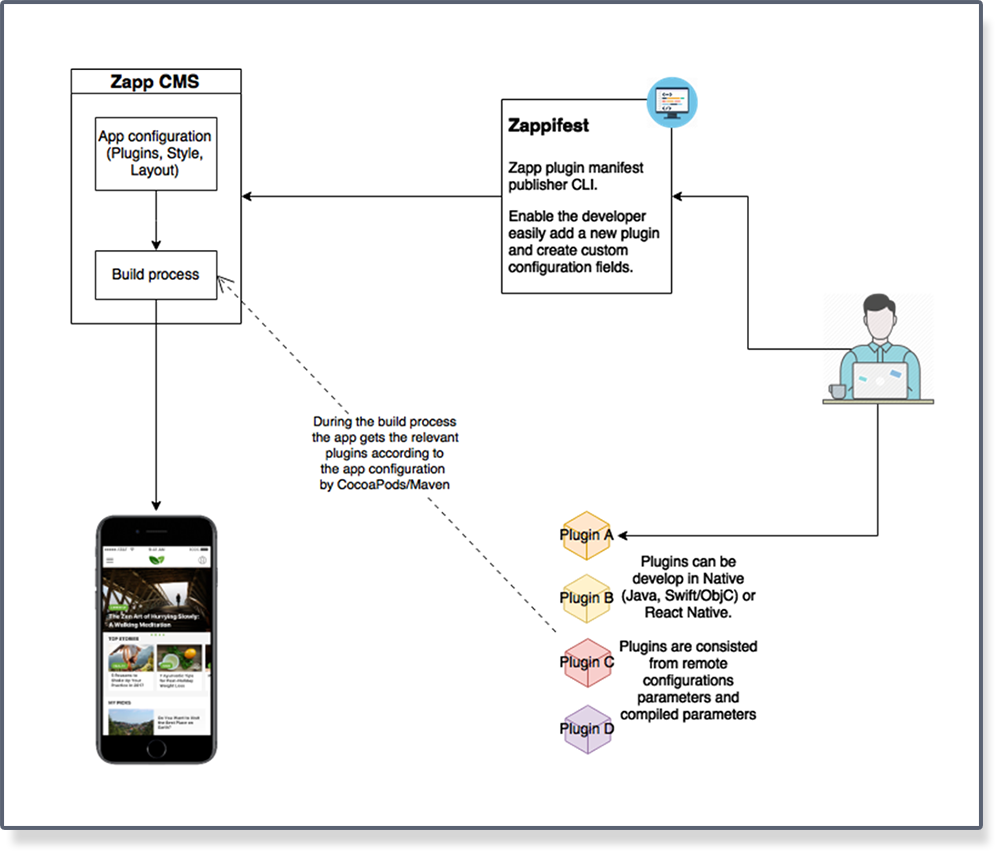 Zapp CMS
App configuration
(Plugins, Style,
Layout)
Build process
Zappifest
Zapp plugin manifest
publisher CLI.
Enable the developer
easily add a new plugin
and create custom
configuration fields.
During the build process
the app gets the relevant
plugins according to
the app configuration
by CocoaPods/Maven
Plugin A
Plugin B
Plugin C
Plugin D
Plugins can be
develop in Native
(Java, Swift/ObjC) or
React Native.
Plugins are consisted
from remote
configurations
parameters and
compiled parameters
The Zen Art of Hurrying Slowly:
A Walking Meditation
TOP STORIES
5 Reasons to
Shake Up Your
Practice in 2017
7 Ayurvedic Tips
for Post-Holiday
Weight Loss
MY PICKS
Do You Want to Visit
the Best Place on
Earth?